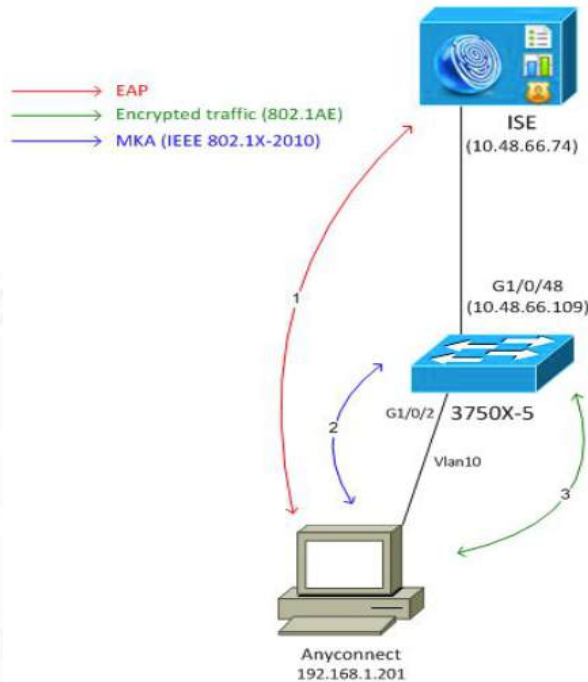 EAP
Encrypted traffic (802.1AE)
MKA (IEEE 802.1X-2010)
ISE
(10.48.66.74)
1
G1/0/48
(10.48.66.109)
2
G1/0/2
3750X-5
Vlan10
3
Anyconnect
192.168.1.201